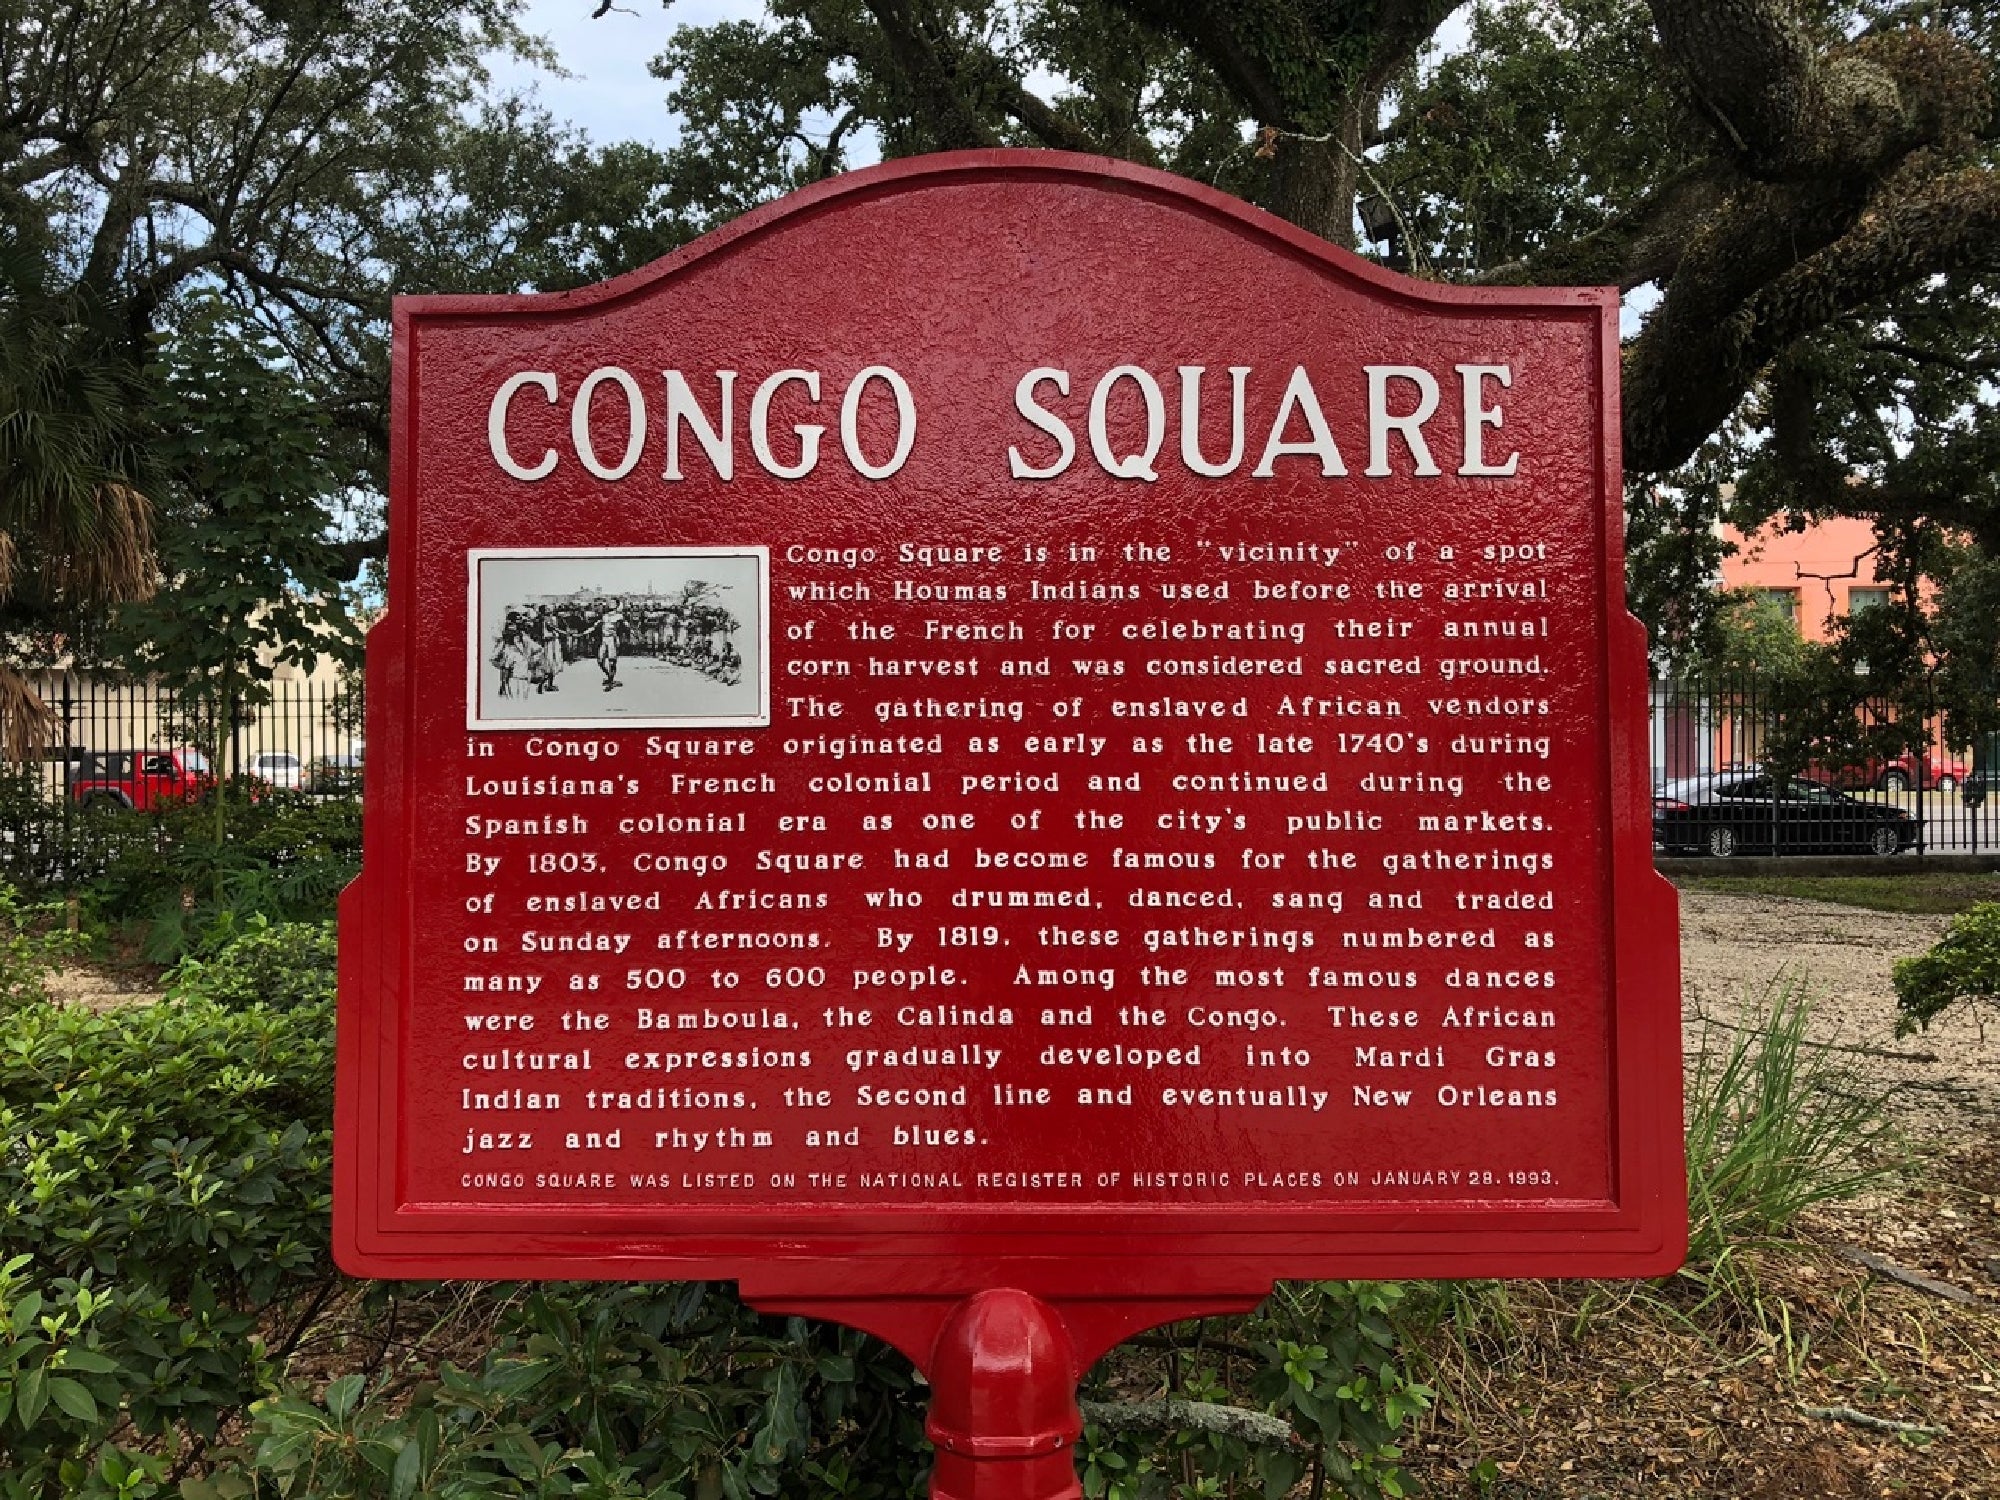 CONGO SQUARE
Congo Square is in the "vicinity" of a spot
which Houmas Indians used before the arrival
of the French for celebrating their annual
corn harvest and was considered sacred ground.
The gathering of enslaved African vendors
in Congo Square originated as early as the late 1740's during
Louisiana's French colonial period and continued during the
Spanish colonial era as one of the city's public markets.
By 1803, Congo Square had become famous for the gatherings
of enslaved Africans who drummed, danced, sang and traded
on Sunday afternoons. By 1819, these gatherings numbered as
many as 500 to 600 people. Among the most famous dances
were the Bamboula, the Calinda and the Congo. These African
cultural expressions gradually developed into Mardi Gras
Indian traditions, the Second line and eventually New Orleans
jazz and rhythm and blues.
CONGO SQUARE WAS LISTED ON THE NATIONAL REGISTER OF HISTORIC PLACES ON JANUARY 28, 1993.